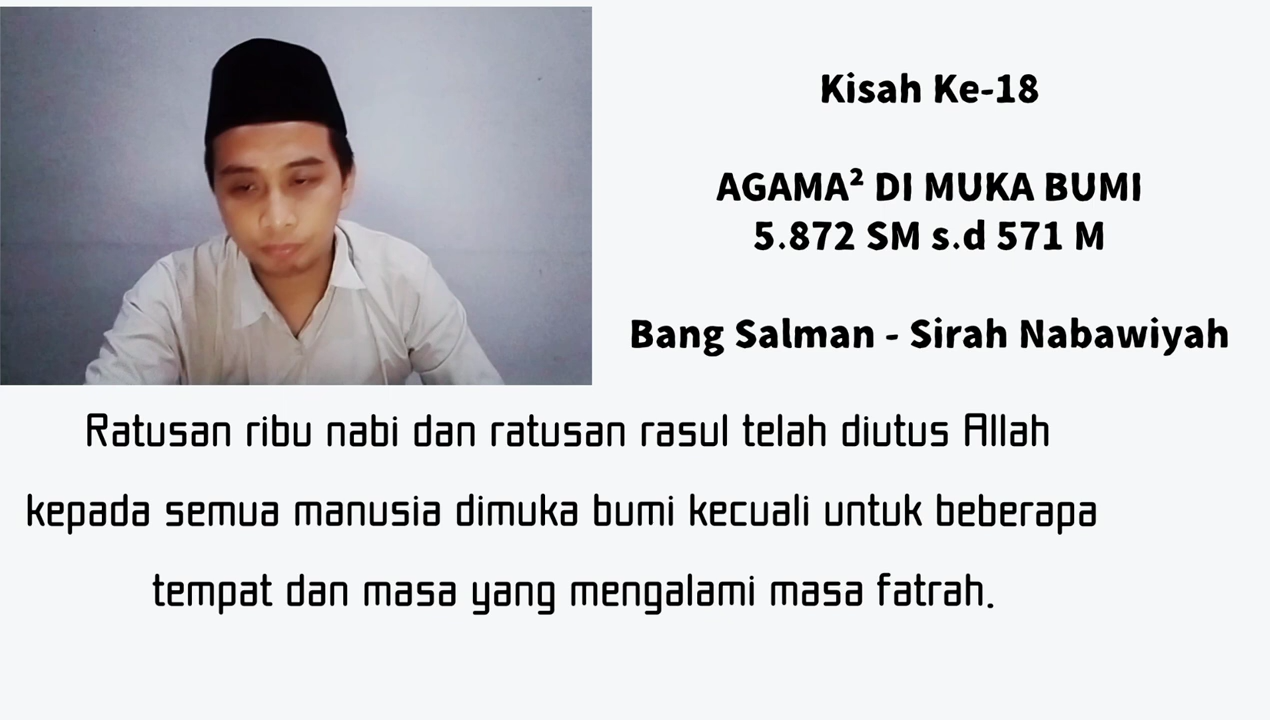 Kisah Ke-18
AGAMA² DI MUKA BUMI
5.872 SM s.d 571 M
Bang Salman - Sirah Nabawiyah
Ratusan ribu nabi dan ratusan rasul telah diutus Allah
kepada semua manusia dimuka bumi kecuali untuk beberapa
tempat dan masa yang mengalami masa fatrah.